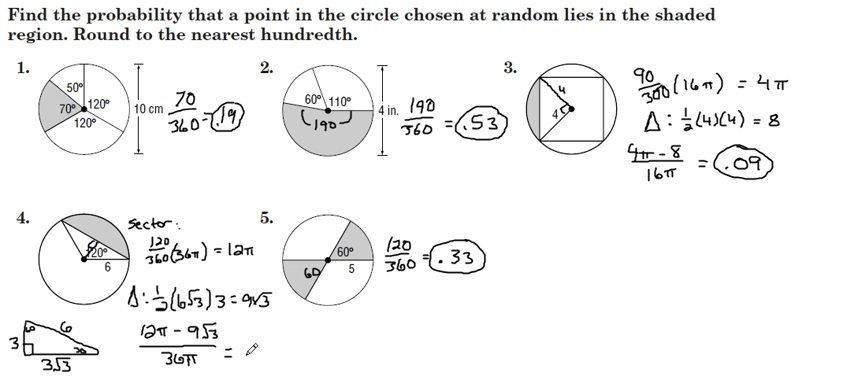 Find the probability that a point in the circle chosen at random lies in the shaded
region. Round to the nearest hundredth.
1.
50°
70°
120°
120°
10 cm
70/360 = .19
2.
60°
110°
190
4 in.
190/360 = .53
3.
4
4
90/360 (16π) = 4π
Δ: 1/2 (4)(4) = 8
4π - 8/16π = .09
4.
120°
6
Sector:
120/360 (36π) = 12π
Δ: 1/2 (6√3) 3 = 9√3
3
6
60
30
3√3
12π - 9√3/36π =
5.
60°
60
5
120/360 = .33